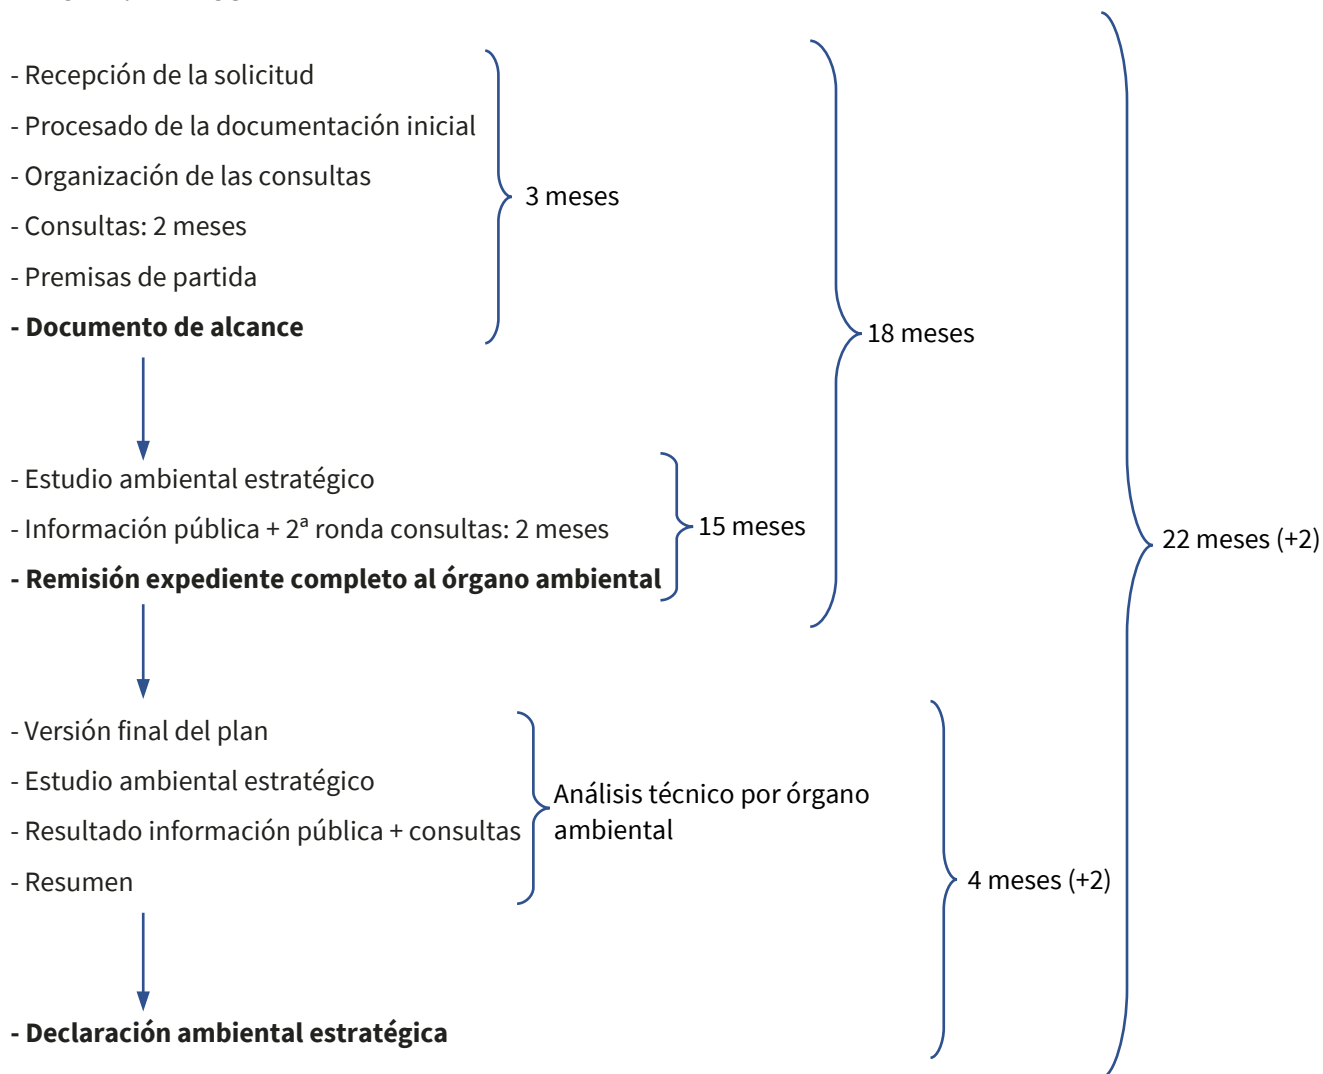 - Recepción de la solicitud
- Procesado de la documentación inicial
- Organización de las consultas
- Consultas: 2 meses
- Premisas de partida
- Documento de alcance
3 meses
18 meses
- Estudio ambiental estratégico
- Información pública + 2ª ronda consultas: 2 meses
- Remisión expediente completo al órgano ambiental
15 meses
22 meses (+2)
- Versión final del plan
- Estudio ambiental estratégico
- Resultado información pública + consultas
- Resumen
Análisis técnico por órgano
ambiental
4 meses (+2)
- Declaración ambiental estratégica